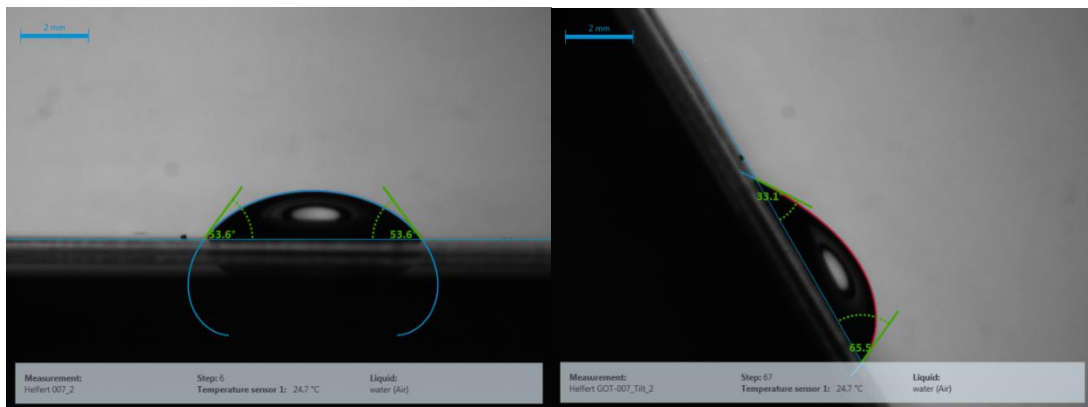 2 mm
53.6°
53.6°
Measurement:
Helfert 007_2
Step: 6
Temperature sensor 1: 24,7 °C
Liquid:
water (Air)
2 mm
33.1°
65.5
Measurement:
Helfert GOT-007_Tilt_2
Step: 67
Temperature sensor 1: 24,7 °C
Liquid:
water (Air)